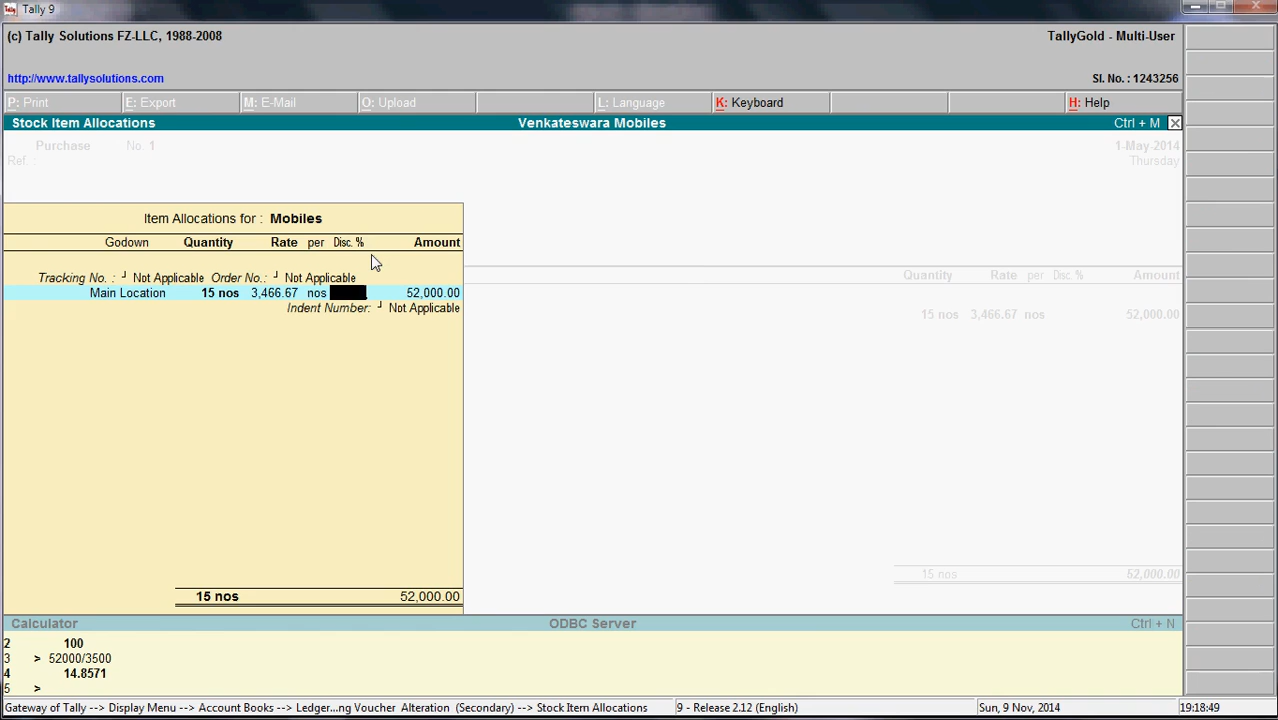 Tally 9
(c) Tally Solutions FZ-LLC, 1988-2008 TallyGold - Multi-User
http://www.tallysolutions.com Sl. No. : 1243256
P: Print E: Export M: E-Mail O: Upload L: Language K: Keyboard H: Help
Stock Item Allocations Venkateswara Mobiles Ctrl + M
Purchase No. 1 1-May-2014
Ref. : Thursday
Item Allocations for : Mobiles
Godown Quantity Rate per Disc. % Amount
Quantity Rate per Disc. % Amount
Tracking No. : ┘ Not Applicable Order No.: ┘ Not Applicable
Main Location 15 nos 3,466.67 nos 52,000.00
Indent Number: ┘ Not Applicable
15 nos 3,466.67 nos 52,000.00
15 nos 52,000.00
15 nos 52,000.00
Calculator ODBC Server Ctrl + N
2 100
3 > 52000/3500
4 14.8571
5 >
Gateway of Tally --> Display Menu --> Account Books --> Ledger...ng Voucher Alteration (Secondary) --> Stock Item Allocations 9 - Release 2.12 (English) Sun, 9 Nov, 2014 19:18:49